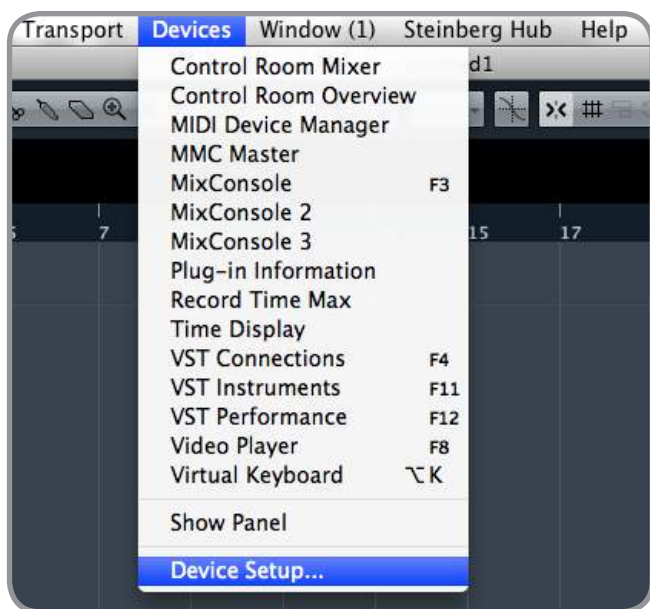 Transport Devices Window (1) Steinberg Hub Help
d1
Control Room Mixer
Control Room Overview
MIDI Device Manager
MMC Master
MixConsole F3
MixConsole 2
MixConsole 3
7 15 17
Plug-in Information
Record Time Max
Time Display
VST Connections F4
VST Instruments F11
VST Performance F12
Video Player F8
Virtual Keyboard ⌥K
Show Panel
Device Setup...